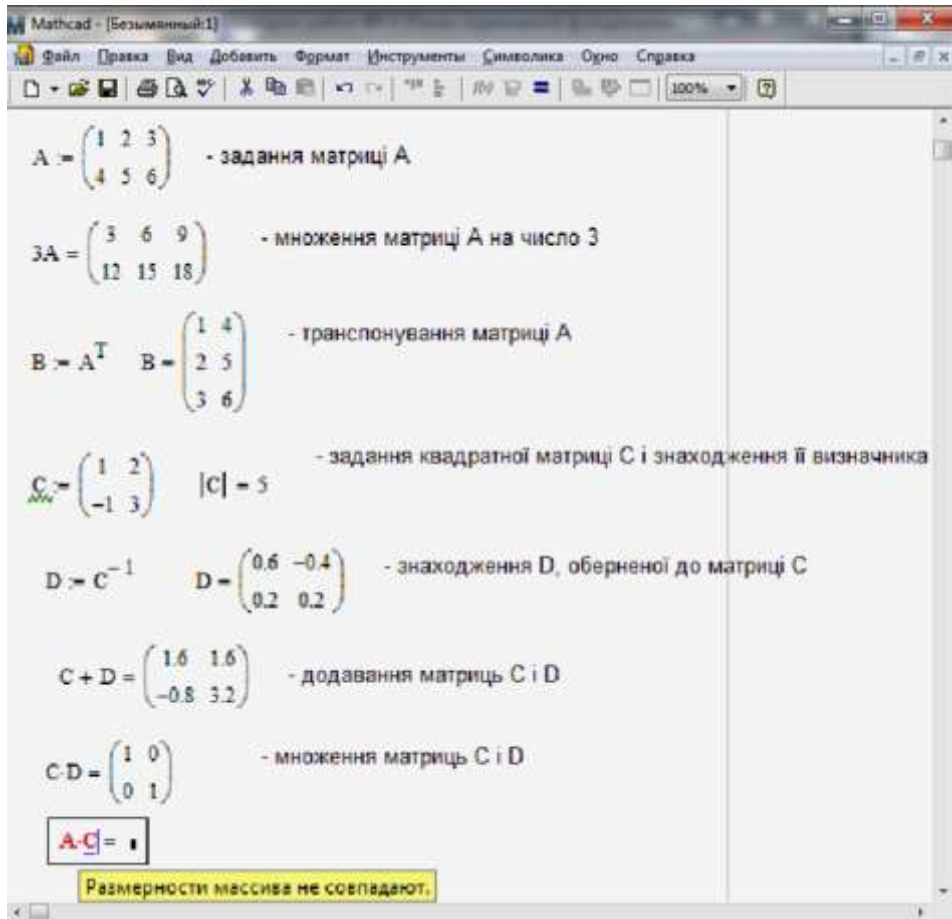 Mathcad - [Безымянный:1]
Файл Правка Вид Добавить Формат Инструменты Символика Окно Справка
100%
A := (1 2 3
4 5 6) - задання матриці A
3A = (3 6 9
12 15 18) - множення матриці A на число 3
B := A^T B = (1 4
2 5
3 6) - транспонування матриці A
C := (1 2
-1 3) |C| = 5 - задання квадратної матриці C і знаходження її визначника
D := C^-1 D = (0.6 -0.4
0.2 0.2) - знаходження D, оберненої до матриці C
C + D = (1.6 1.6
-0.8 3.2) - додавання матриць C і D
C·D = (1 0
0 1) - множення матриць C і D
A·C =
Размерности массива не совпадают.